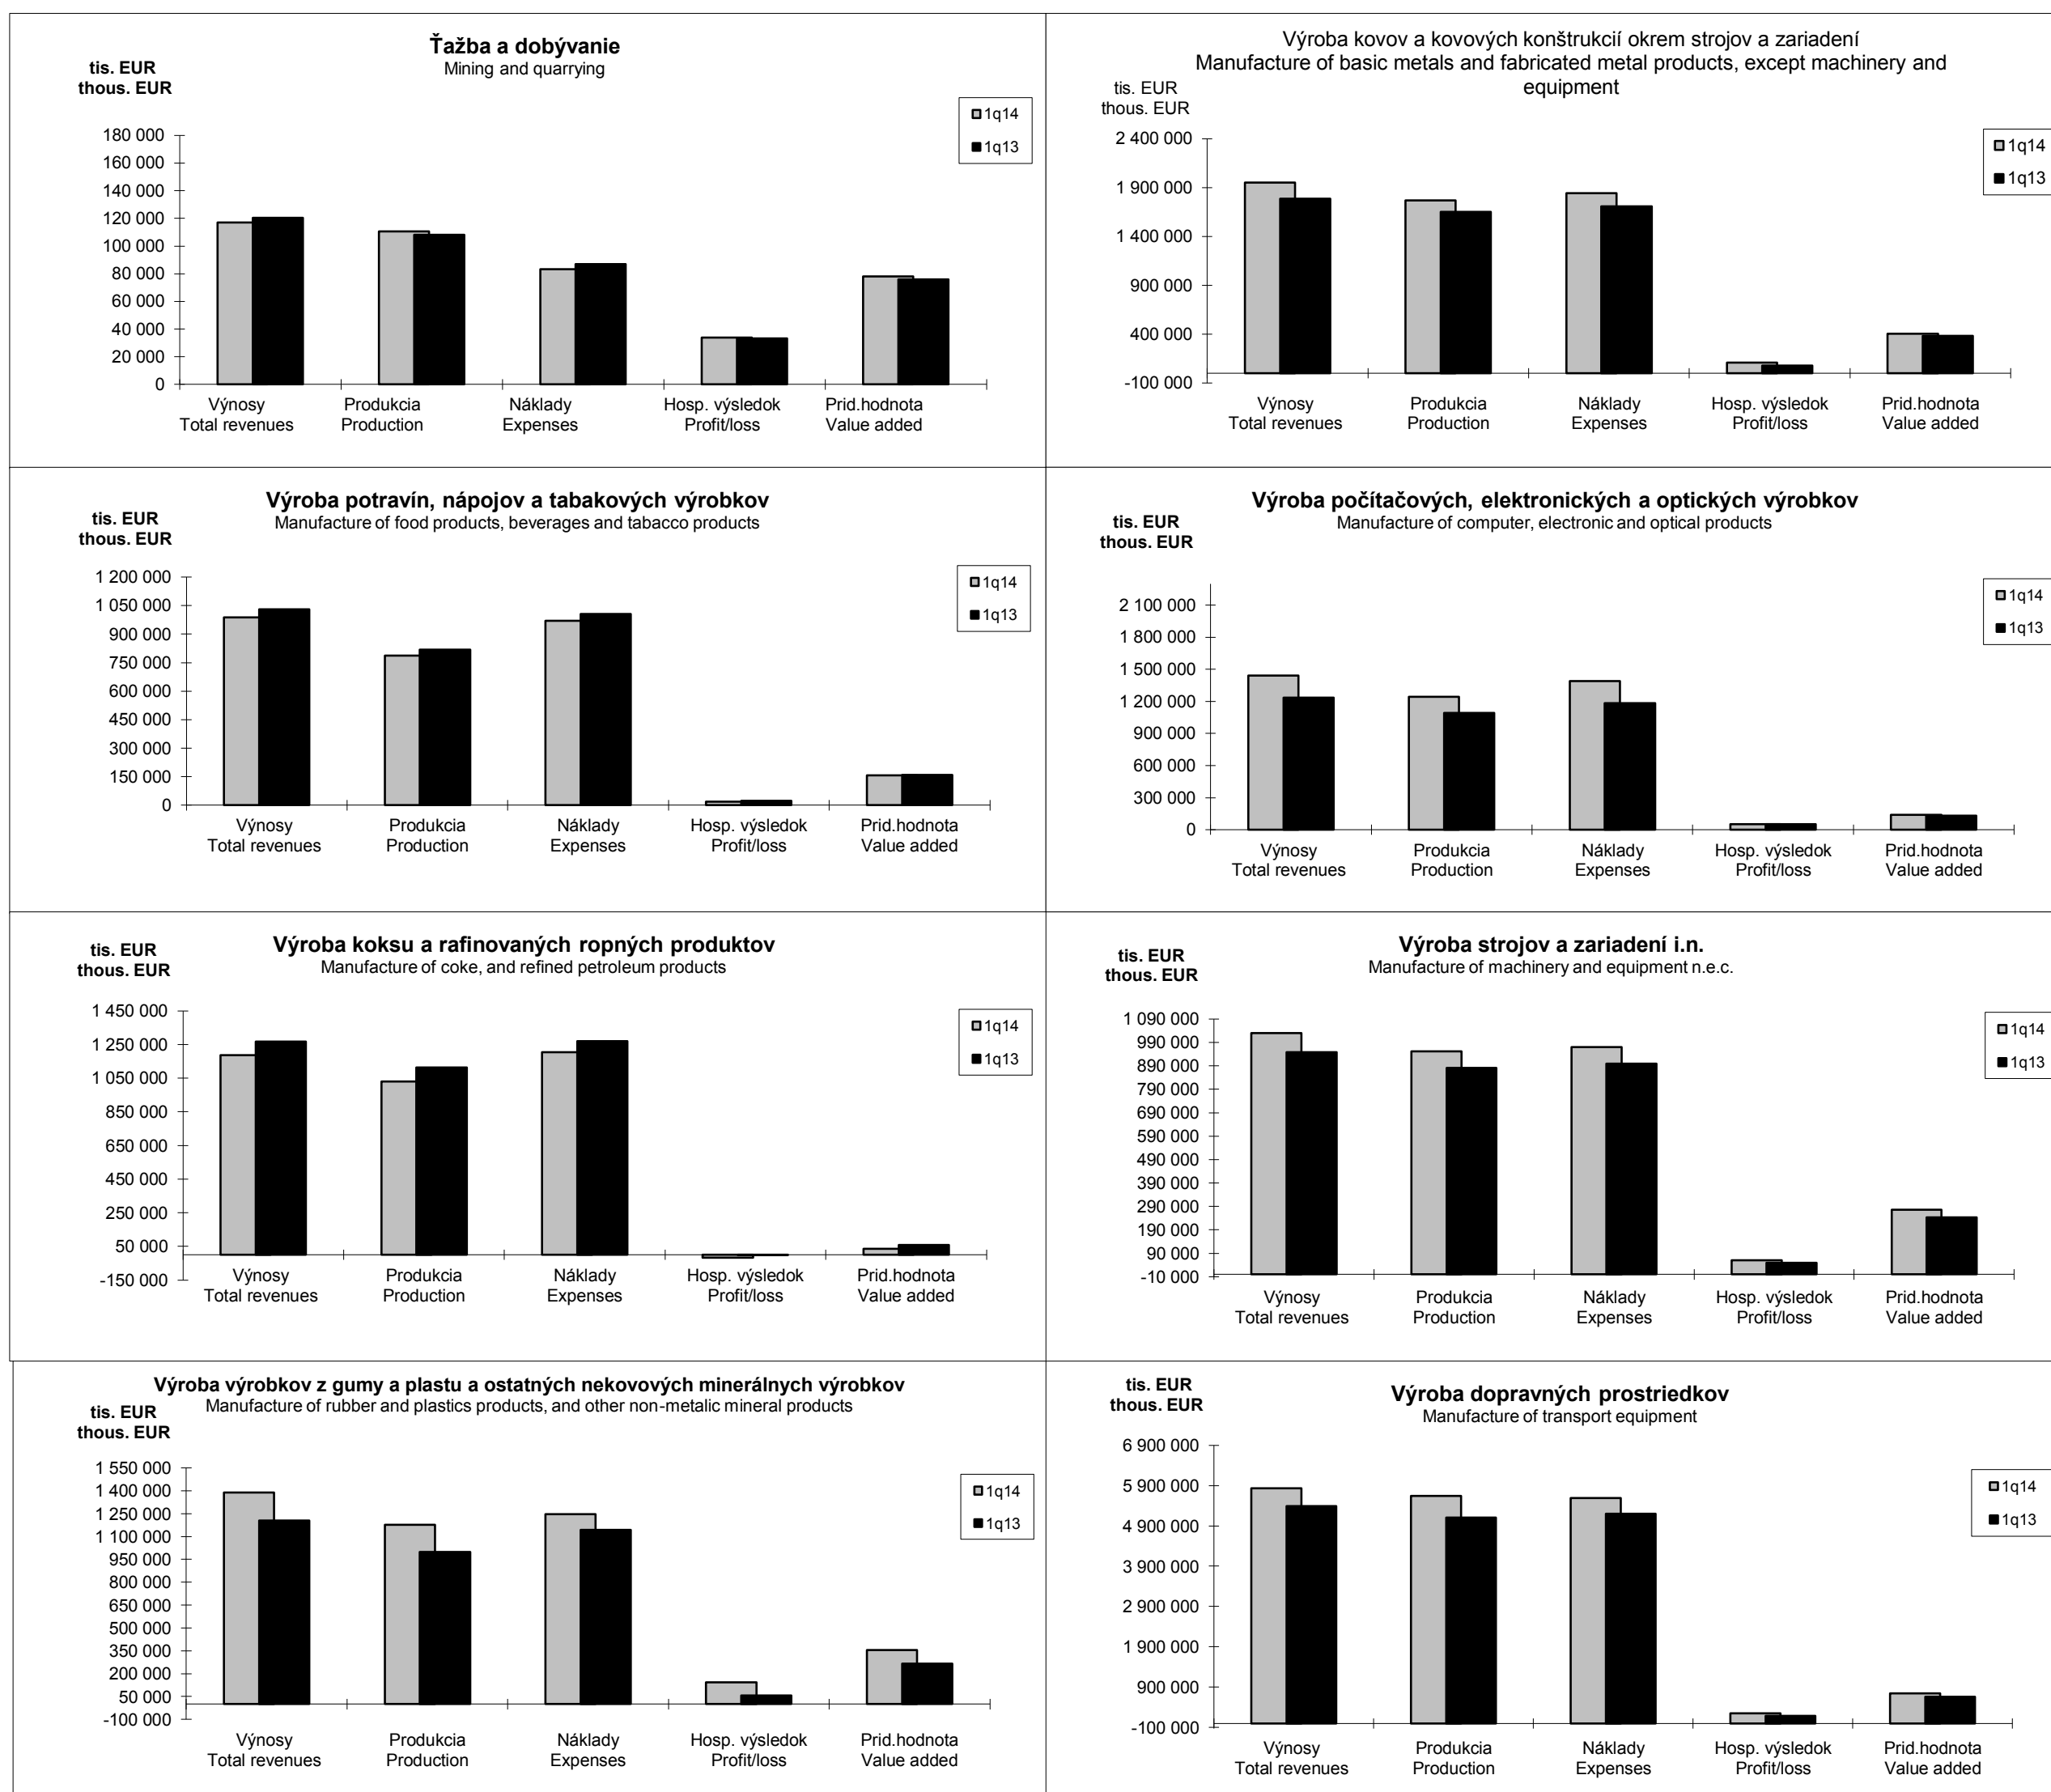 Ťažba a dobývanie
Mining and quarrying
tis. EUR
thous. EUR
1q14
1q13
180 000
160 000
140 000
120 000
100 000
80 000
60 000
40 000
20 000
0
Výnosy
Total revenues
Produkcia
Production
Náklady
Expenses
Hosp. výsledok
Profit/loss
Prid.hodnota
Value added
Výroba kovov a kovových konštrukcií okrem strojov a zariadení
Manufacture of basic metals and fabricated metal products, except machinery and
equipment
tis. EUR
thous. EUR
1q14
1q13
2 400 000
1 900 000
1 400 000
900 000
400 000
-100 000
Výnosy
Total revenues
Produkcia
Production
Náklady
Expenses
Hosp. výsledok
Profit/loss
Prid.hodnota
Value added
Výroba potravín, nápojov a tabakových výrobkov
Manufacture of food products, beverages and tabacco products
tis. EUR
thous. EUR
1q14
1q13
1 200 000
1 050 000
900 000
750 000
600 000
450 000
300 000
150 000
0
Výnosy
Total revenues
Produkcia
Production
Náklady
Expenses
Hosp. výsledok
Profit/loss
Prid.hodnota
Value added
Výroba počítačových, elektronických a optických výrobkov
Manufacture of computer, electronic and optical products
tis. EUR
thous. EUR
1q14
1q13
2 100 000
1 800 000
1 500 000
1 200 000
900 000
600 000
300 000
0
Výnosy
Total revenues
Produkcia
Production
Náklady
Expenses
Hosp. výsledok
Profit/loss
Prid.hodnota
Value added
Výroba koksu a rafinovaných ropných produktov
Manufacture of coke, and refined petroleum products
tis. EUR
thous. EUR
1q14
1q13
1 450 000
1 250 000
1 050 000
850 000
650 000
450 000
250 000
50 000
-150 000
Výnosy
Total revenues
Produkcia
Production
Náklady
Expenses
Hosp. výsledok
Profit/loss
Prid.hodnota
Value added
Výroba strojov a zariadení i.n.
Manufacture of machinery and equipment n.e.c.
tis. EUR
thous. EUR
1q14
1q13
1 090 000
990 000
890 000
790 000
690 000
590 000
490 000
390 000
290 000
190 000
90 000
-10 000
Výnosy
Total revenues
Produkcia
Production
Náklady
Expenses
Hosp. výsledok
Profit/loss
Prid.hodnota
Value added
Výroba výrobkov z gumy a plastu a ostatných nekovových minerálnych výrobkov
Manufacture of rubber and plastics products, and other non-metalic mineral products
tis. EUR
thous. EUR
1q14
1q13
1 550 000
1 400 000
1 250 000
1 100 000
950 000
800 000
650 000
500 000
350 000
200 000
50 000
-100 000
Výnosy
Total revenues
Produkcia
Production
Náklady
Expenses
Hosp. výsledok
Profit/loss
Prid.hodnota
Value added
Výroba dopravných prostriedkov
Manufacture of transport equipment
tis. EUR
thous. EUR
1q14
1q13
6 900 000
5 900 000
4 900 000
3 900 000
2 900 000
1 900 000
900 000
-100 000
Výnosy
Total revenues
Produkcia
Production
Náklady
Expenses
Hosp. výsledok
Profit/loss
Prid.hodnota
Value added